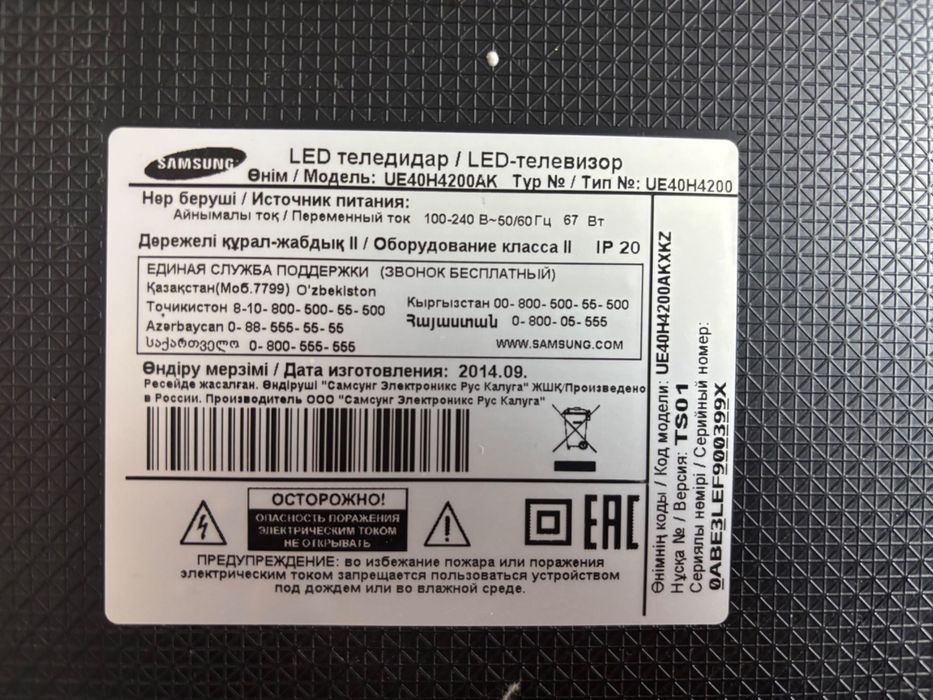 SAMSUNG
LED теледидар / LED-телевизор
Өнім / Модель: UE40H4200AK Түр № / Тип №: UE40H4200
Нәр беруші / Источник питания:
Айнымалы тоқ / Переменный ток 100-240 В~50/60Гц 67 Вт
Дәрежелі құрал-жабдық II / Оборудование класса II IP 20
ЕДИНАЯ СЛУЖБА ПОДДЕРЖКИ (ЗВОНОК БЕСПЛАТНЫЙ)
Қазақстан(Моб.7799) O'zbekiston
Тоҷикистон 8-10-800-500-55-500
Кыргызстан 00-800-500-55-500
Azərbaycan 0-88-555-55-55
Հայաստան 0-800-05-555
საქართველო 0-800-555-555
WWW.SAMSUNG.COM
Өндіру мерзімі / Дата изготовления: 2014.09.
Ресейде жасалған. Өндіруші "Самсунг Электроникс Рус Калуга" ЖШҚ/Произведено
в России. Производитель ООО "Самсунг Электроникс Рус Калуга"
ОСТОРОЖНО!
ОПАСНОСТЬ ПОРАЖЕНИЯ
ЭЛЕКТРИЧЕСКИМ ТОКОМ
НЕ ОТКРЫВАТЬ
EAC
ПРЕДУПРЕЖДЕНИЕ: во избежание пожара или поражения
электрическим током запрещается пользоваться устройством
под дождем или во влажной среде.
Өнімнің коды / Код модели: UE40H4200AKXKZ
Нұсқа № / Версия: TS01
Сериялы нөмірі / Серийный номер:
0ABE3LEF900399X